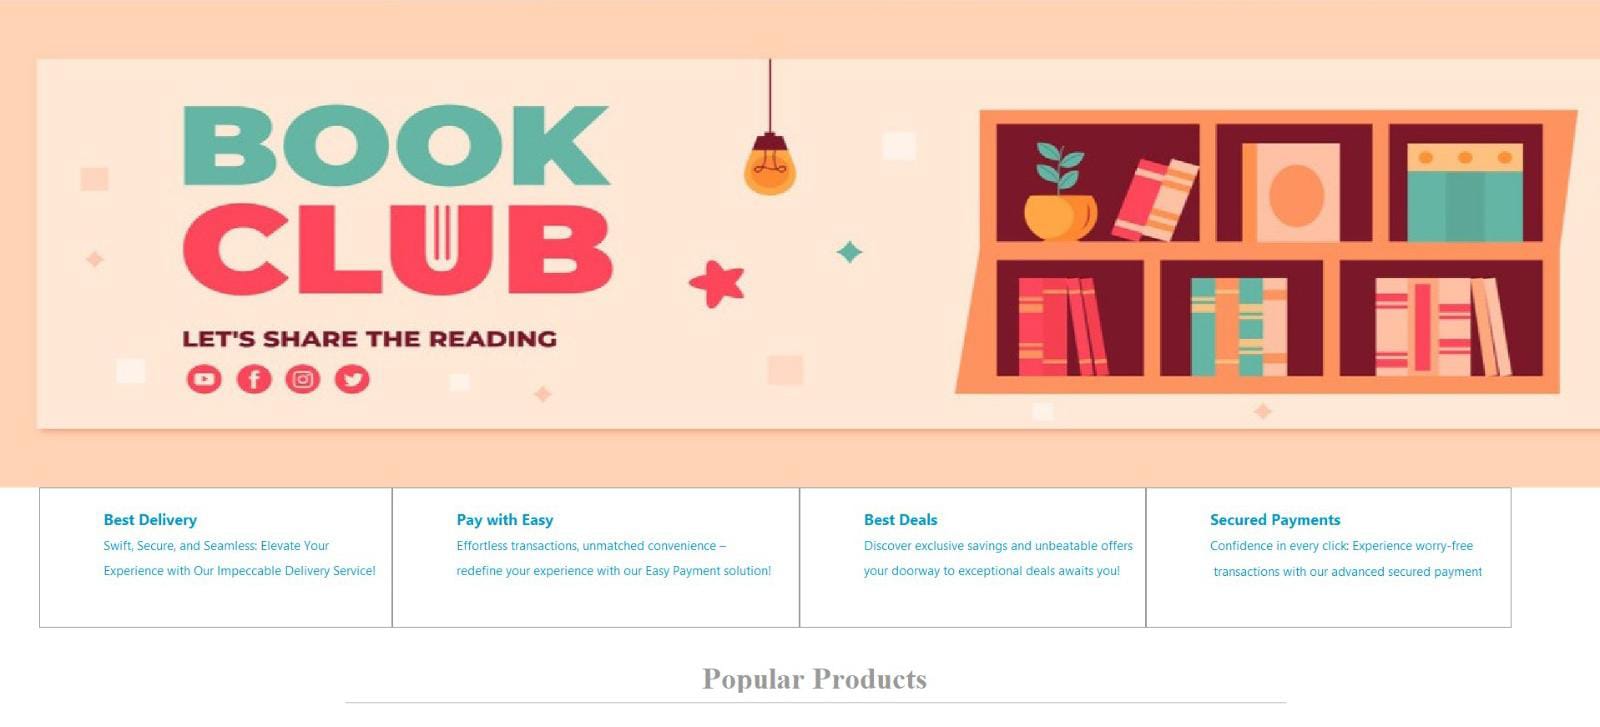 BOOK
CLUB
LET'S SHARE THE READING
Best Delivery
Swift, Secure, and Seamless: Elevate Your
Experience with Our Impeccable Delivery Service!
Pay with Easy
Effortless transactions, unmatched convenience –
redefine your experience with our Easy Payment solution!
Best Deals
Discover exclusive savings and unbeatable offers
your doorway to exceptional deals awaits you!
Secured Payments
Confidence in every click: Experience worry-free
transactions with our advanced secured payment
Popular Products